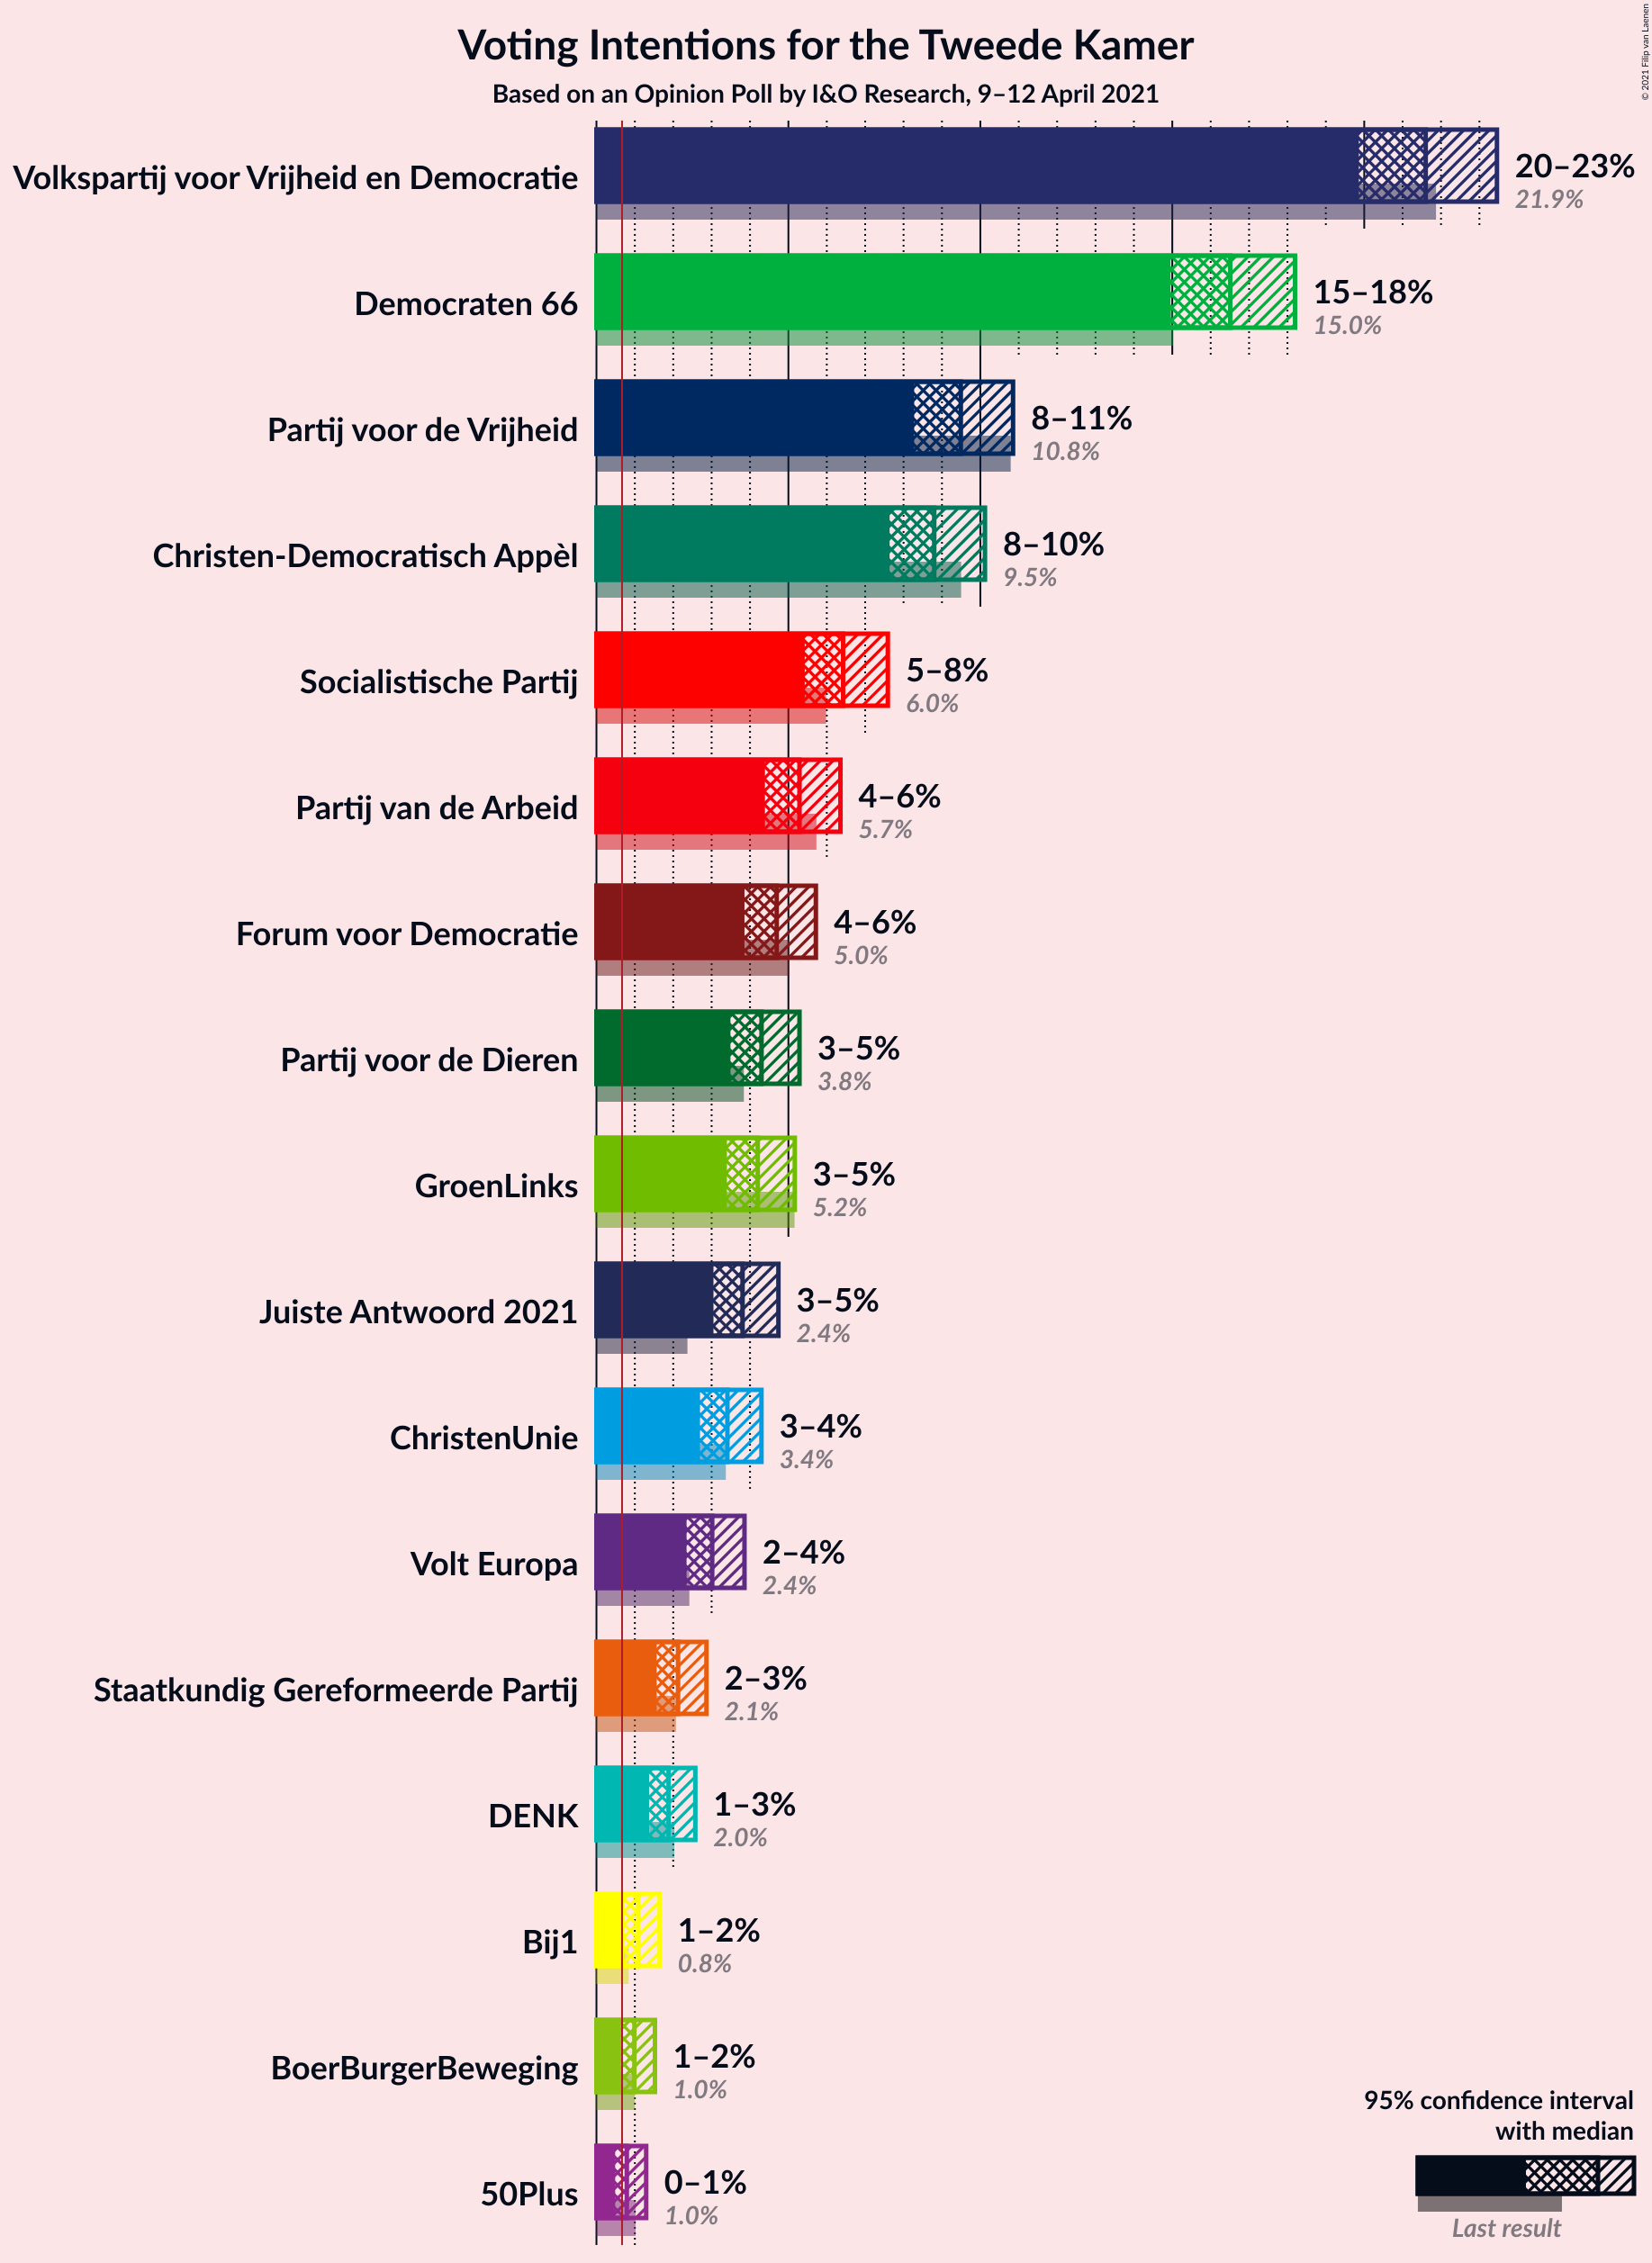 © 2021 Filip van Laenen
Voting Intentions for the Tweede Kamer
Based on an Opinion Poll by I&O Research, 9–12 April 2021
Volkspartij voor Vrijheid en Democratie
20–23%
21.9%
Democraten 66
15–18%
15.0%
Partij voor de Vrijheid
8–11%
10.8%
Christen-Democratisch Appèl
8–10%
9.5%
Socialistische Partij
5–8%
6.0%
Partij van de Arbeid
4–6%
5.7%
Forum voor Democratie
4–6%
5.0%
Partij voor de Dieren
3–5%
3.8%
GroenLinks
3–5%
5.2%
Juiste Antwoord 2021
3–5%
2.4%
ChristenUnie
3–4%
3.4%
Volt Europa
2–4%
2.4%
Staatkundig Gereformeerde Partij
2–3%
2.1%
DENK
1–3%
2.0%
Bij1
1–2%
0.8%
BoerBurgerBeweging
1–2%
1.0%
50Plus
0–1%
1.0%
95% confidence interval
with median
Last result